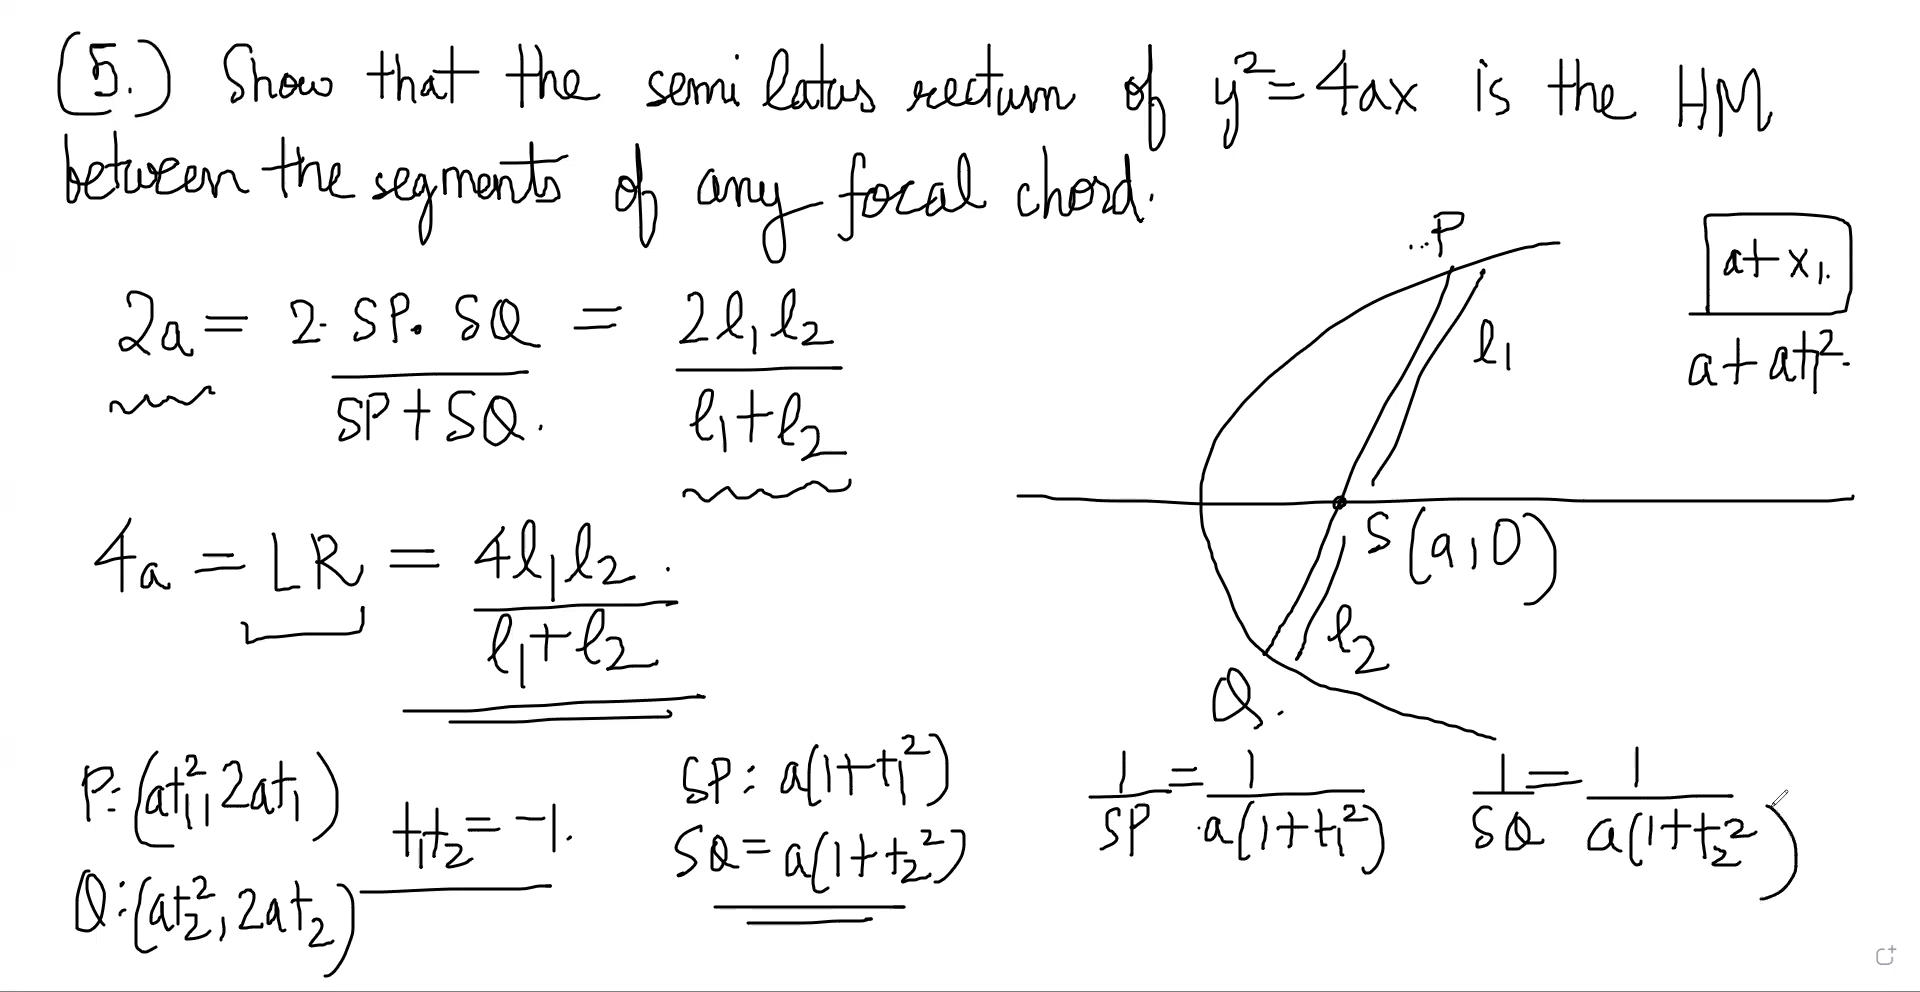 (5.) Show that the semi latus rectum of y²=4ax is the HM
between the segments of any focal chord.
2a = 2. SP. SQ / SP + SQ. = 2l₁l₂ / l₁+l₂
4a = LR = 4l₁l₂ / l₁+l₂
P
l₁
S(a,0)
l₂
Q.
a+x₁.
a+at₁².
P: (at₁², 2at₁)
Q: (at₂², 2at₂)
t₁t₂ = -1.
SP: a(1+t₁²)
SQ = a(1+t₂²)
1/SP = 1/a(1+t₁²)
1/SQ = 1/a(1+t₂²)